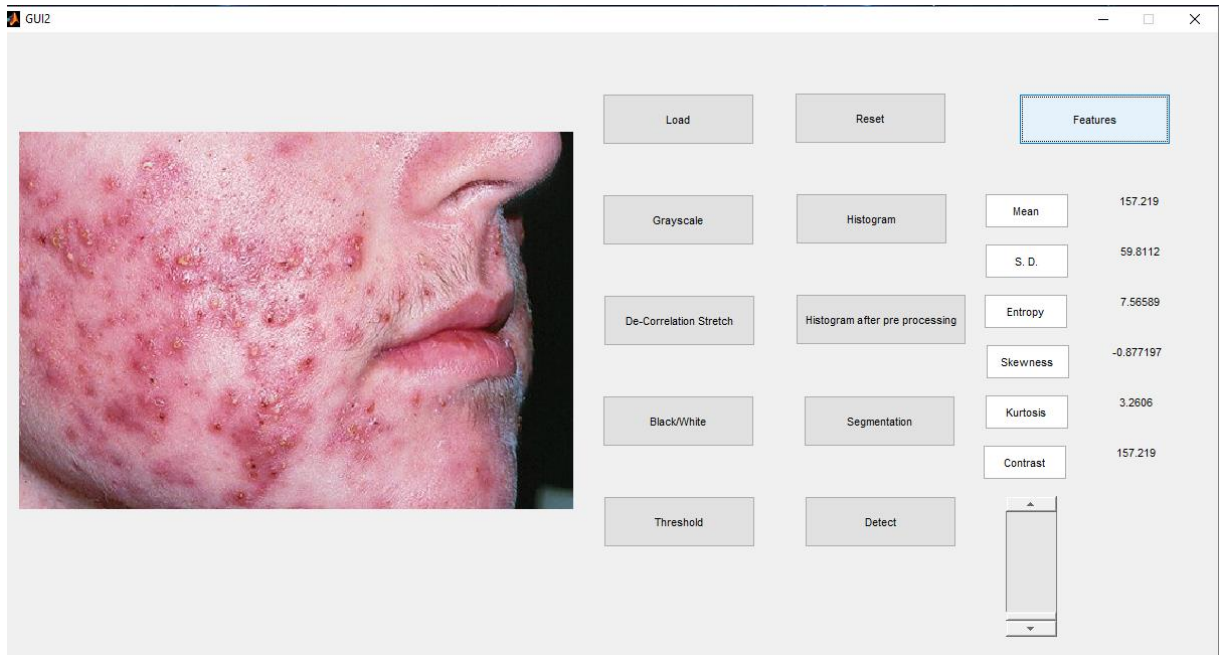 GUI2
Load
Reset
Features
Grayscale
Histogram
Mean
157.219
S. D.
59.8112
De-Correlation Stretch
Histogram after pre processing
Entropy
7.56589
Skewness
-0.877197
Black/White
Segmentation
Kurtosis
3.2606
Contrast
157.219
Threshold
Detect